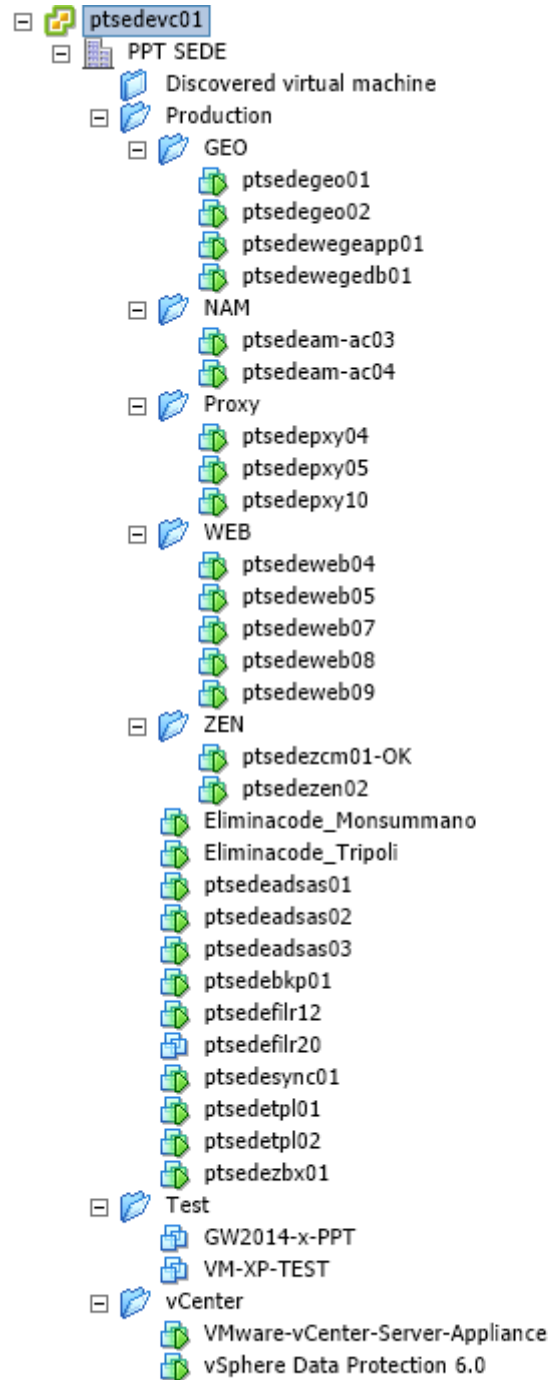 ptsedevc01
PPT SEDE
Discovered virtual machine
Production
GEO
ptsedegeo01
ptsedegeo02
ptsedewegeapp01
ptsedewegedb01
NAM
ptsedeam-ac03
ptsedeam-ac04
Proxy
ptsedepxy04
ptsedepxy05
ptsedepxy10
WEB
ptsedeweb04
ptsedeweb05
ptsedeweb07
ptsedeweb08
ptsedeweb09
ZEN
ptsedezcm01-OK
ptsedezen02
Eliminacode_Monsummano
Eliminacode_Tripoli
ptsedeadsas01
ptsedeadsas02
ptsedeadsas03
ptsedebkp01
ptsedefilr12
ptsedefilr20
ptsedesync01
ptsedetpl01
ptsedetpl02
ptsedezbx01
Test
GW2014-x-PPT
VM-XP-TEST
vCenter
VMware-vCenter-Server-Appliance
vSphere Data Protection 6.0